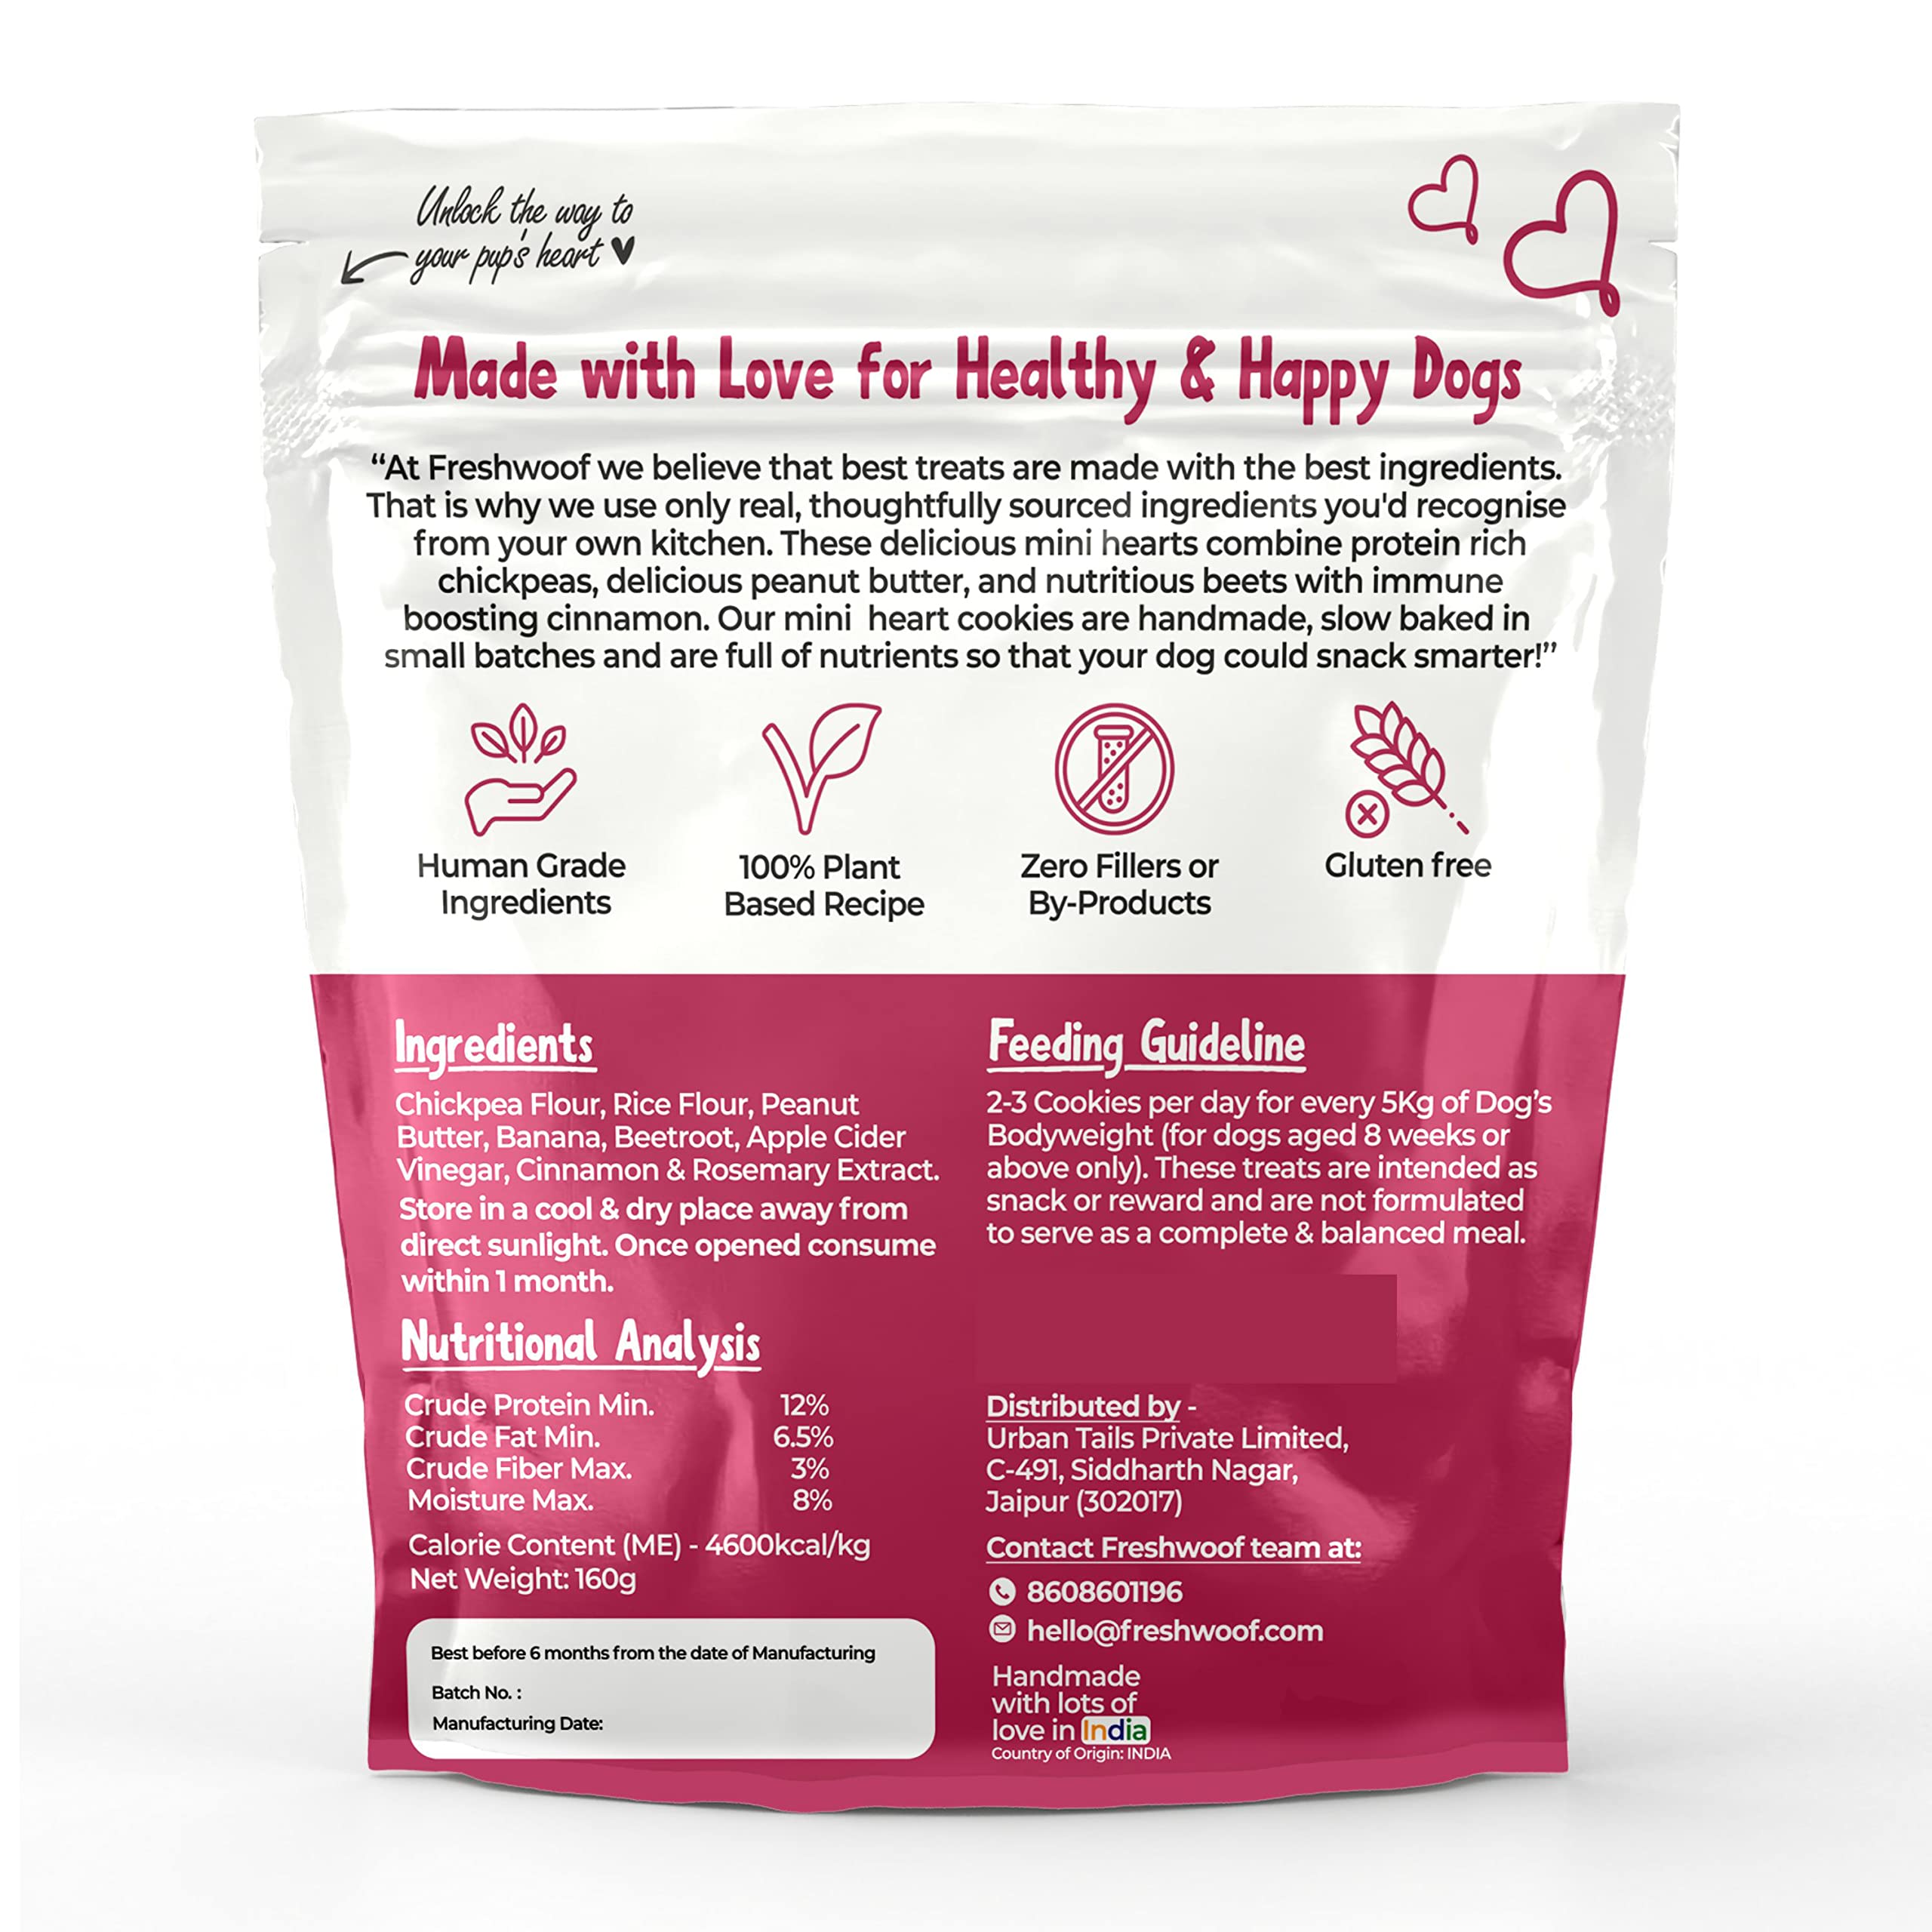 Unlock the way to
your pup's heart
Made with Love for Healthy & Happy Dogs
“At Freshwoof we believe that best treats are made with the best ingredients.
That is why we use only real, thoughtfully sourced ingredients you'd recognise
from your own kitchen. These delicious mini hearts combine protein rich
chickpeas, delicious peanut butter, and nutritious beets with immune
boosting cinnamon. Our mini heart cookies are handmade, slow baked in
small batches and are full of nutrients so that your dog could snack smarter!”
Human Grade
Ingredients
100% Plant
Based Recipe
Zero Fillers or
By-Products
Gluten free
Ingredients
Chickpea Flour, Rice Flour, Peanut
Butter, Banana, Beetroot, Apple Cider
Vinegar, Cinnamon & Rosemary Extract.
Store in a cool & dry place away from
direct sunlight. Once opened consume
within 1 month.
Nutritional Analysis
Crude Protein Min. 12%
Crude Fat Min. 6.5%
Crude Fiber Max. 3%
Moisture Max. 8%
Calorie Content (ME) - 4600kcal/kg
Net Weight: 160g
Best before 6 months from the date of Manufacturing
Batch No. :
Manufacturing Date:
Feeding Guideline
2-3 Cookies per day for every 5Kg of Dog’s
Bodyweight (for dogs aged 8 weeks or
above only). These treats are intended as
snack or reward and are not formulated
to serve as a complete & balanced meal.
Distributed by -
Urban Tails Private Limited,
C-491, Siddharth Nagar,
Jaipur (302017)
Contact Freshwoof team at:
8608601196
hello@freshwoof.com
Handmade
with lots of
love in India
Country of Origin: INDIA